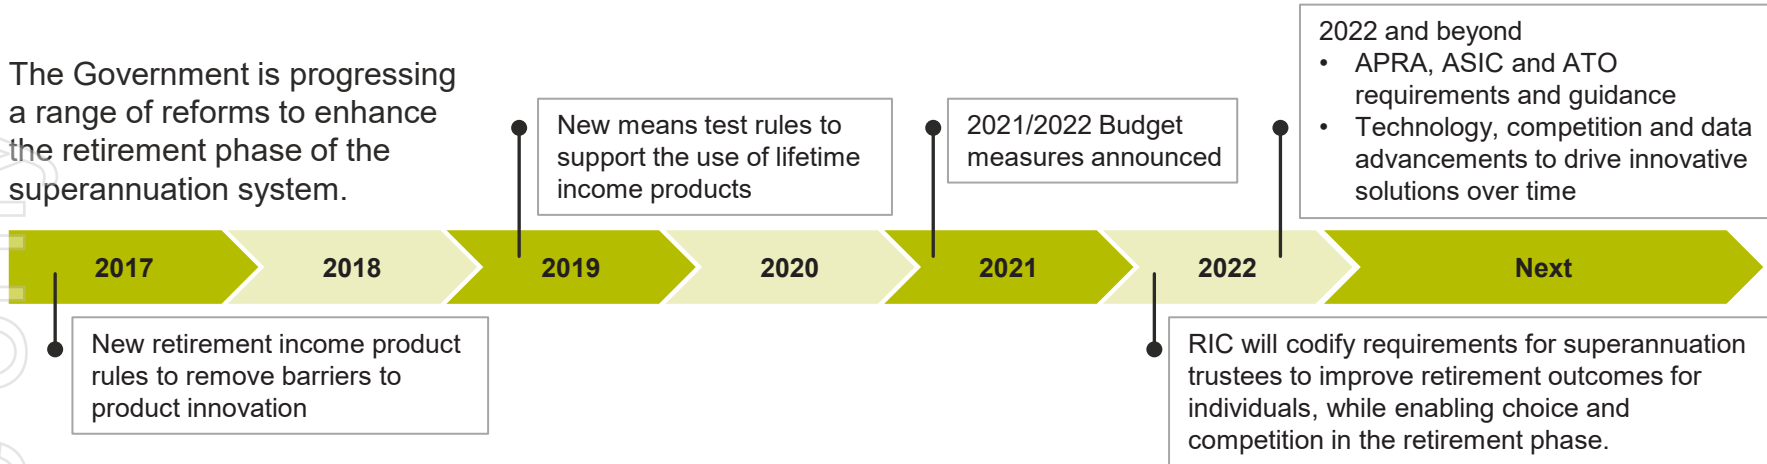 The Government is progressing
a range of reforms to enhance
the retirement phase of the
superannuation system.
New means test rules to
support the use of lifetime
income products
2021/2022 Budget
measures announced
2022 and beyond
• APRA, ASIC and ATO
requirements and guidance
• Technology, competition and data
advancements to drive innovative
solutions over time
2017
2018
2019
2020
2021
2022
Next
New retirement income product
rules to remove barriers to
product innovation
RIC will codify requirements for superannuation
trustees to improve retirement outcomes for
individuals, while enabling choice and
competition in the retirement phase.